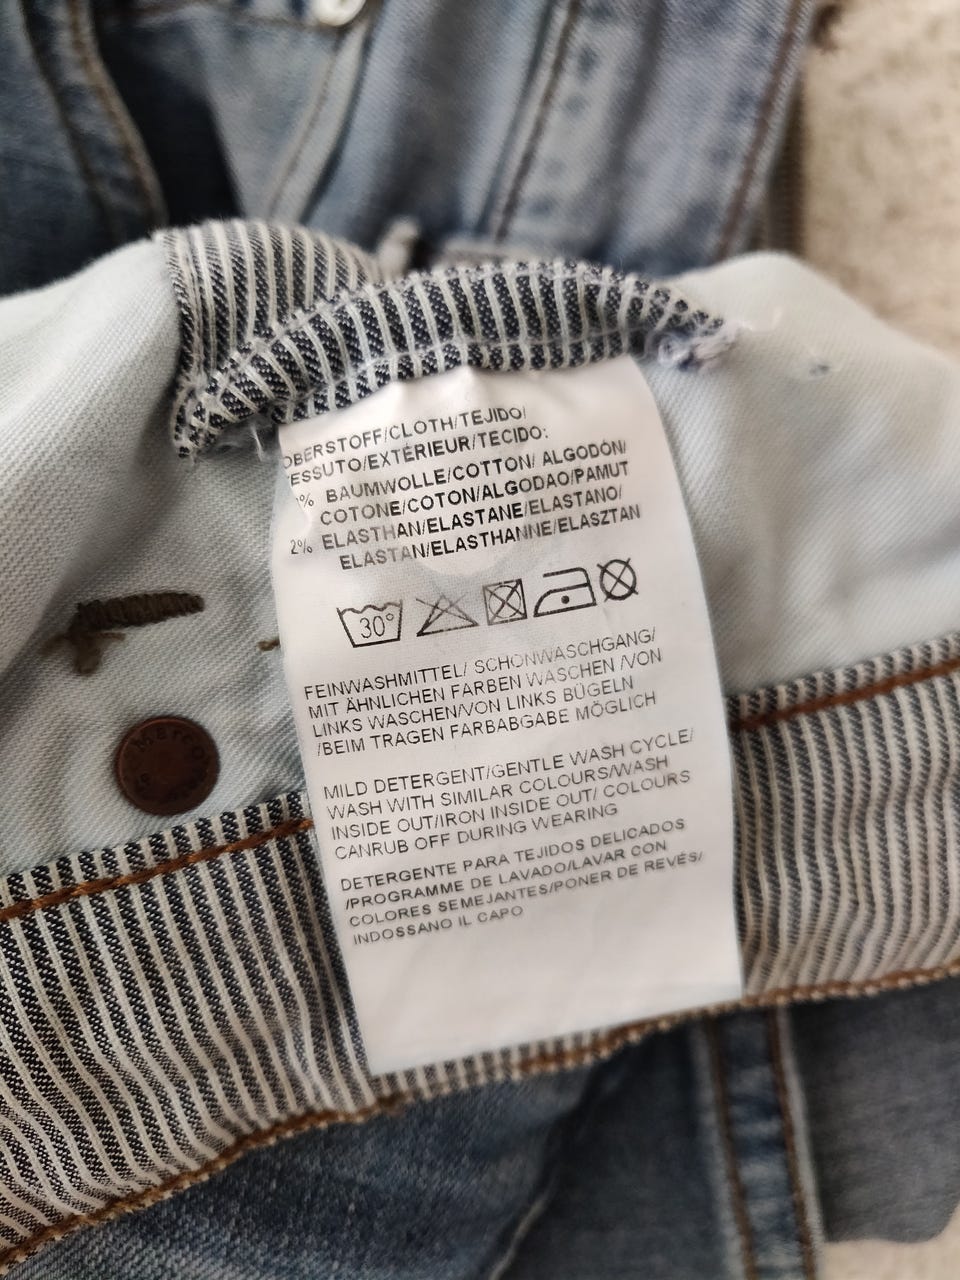 OBERSTOFF/CLOTH/TEJIDO/
TESSUTO/EXTÉRIEUR/TECIDO:
% BAUMWOLLE/COTTON/ ALGODÓN/
COTONE/COTON/ALGODAO/PAMUT
2% ELASTHAN/ELASTANE/ELASTANO/
ELASTAN/ELASTHANNE/ELASZTÁN
30°
FEINWASHMITTEL/ SCHONWASCHGANG/
MIT ÄHNLICHEN FARBEN WASCHEN /VON
LINKS WASCHEN/VON LINKS BÜGELN
/BEIM TRAGEN FARBABGABE MÖGLICH
MILD DETERGENT/GENTLE WASH CYCLE/
WASH WITH SIMILAR COLOURS/WASH
INSIDE OUT/IRON INSIDE OUT/ COLOURS
CANRUB OFF DURING WEARING
DETERGENTE PARA TEJIDOS DELICADOS
/PROGRAMME DE LAVADO/LAVAR CON
COLORES SEMEJANTES/PONER DE REVÉS/
INDOSSANO IL CAPO